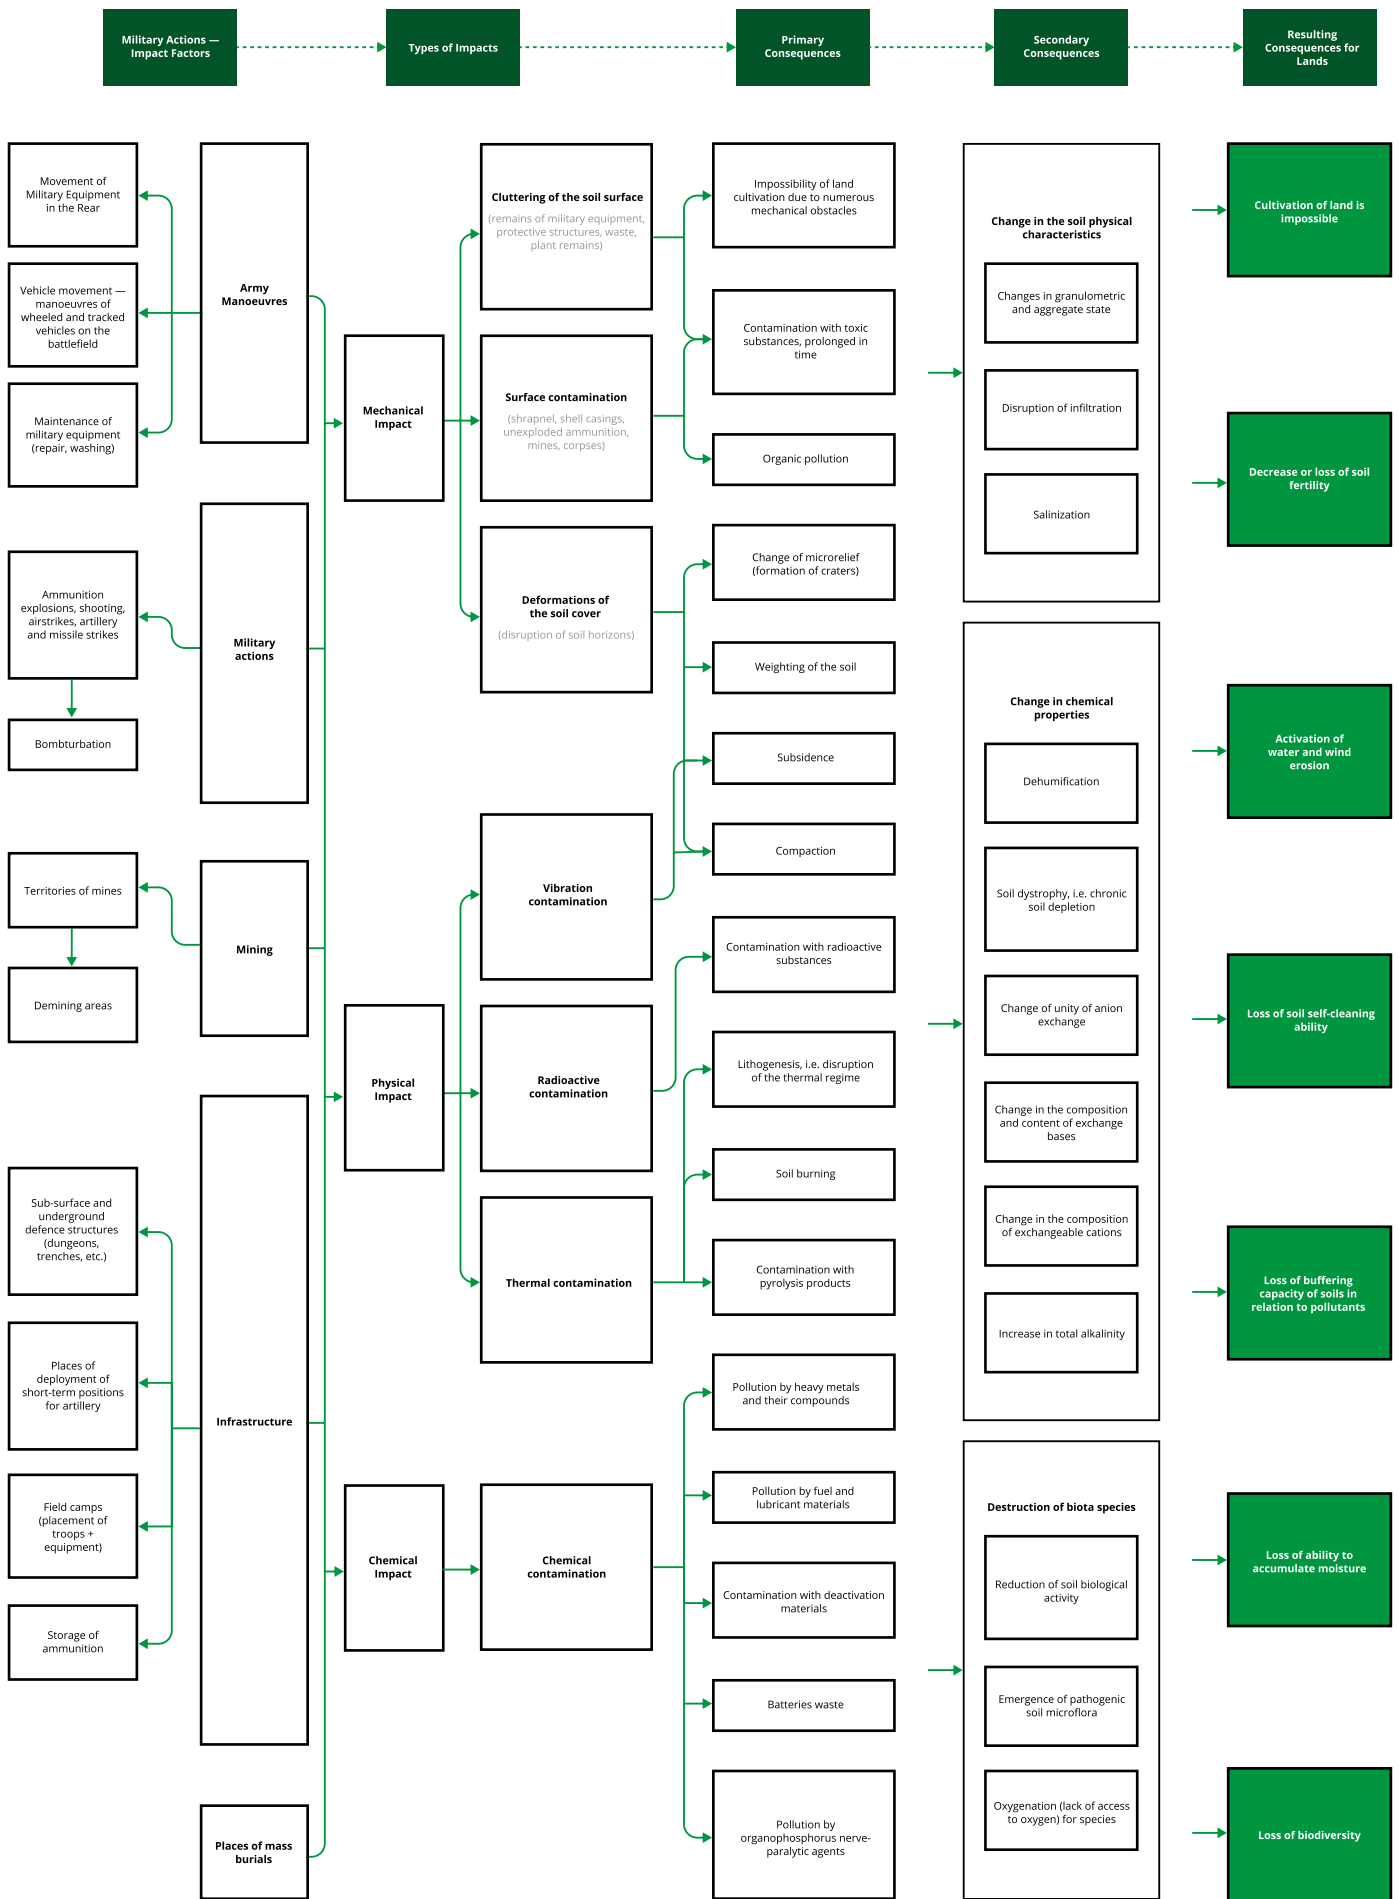 Military Actions —
Impact Factors
Types of Impacts
Primary
Consequences
Secondary
Consequences
Resulting
Consequences for
Lands
Movement of
Military Equipment
in the Rear
Vehicle movement —
manoeuvres of
wheeled and tracked
vehicles on the
battlefield
Maintenance of
military equipment
(repair, washing)
Ammunition
explosions, shooting,
airstrikes, artillery
and missile strikes
Bombturbation
Territories of mines
Demining areas
Sub-surface and
underground
defence structures
(dungeons,
trenches, etc.)
Places of
deployment of
short-term positions
for artillery
Field camps
(placement of
troops +
equipment)
Storage of
ammunition
Army
Manoeuvres
Military
actions
Mining
Infrastructure
Places of mass
burials
Mechanical
Impact
Physical
Impact
Chemical
Impact
Cluttering of the soil surface
(remains of military equipment,
protective structures, waste,
plant remains)
Surface contamination
(shrapnel, shell casings,
unexploded ammunition,
mines, corpses)
Deformations of
the soil cover
(disruption of soil horizons)
Vibration
contamination
Radioactive
contamination
Thermal contamination
Chemical
contamination
Impossibility of land
cultivation due to numerous
mechanical obstacles
Contamination with toxic
substances, prolonged in
time
Organic pollution
Change of microrelief
(formation of craters)
Weighting of the soil
Subsidence
Compaction
Contamination with radioactive
substances
Lithogenesis, i.e. disruption
of the thermal regime
Soil burning
Contamination with
pyrolysis products
Pollution by heavy metals
and their compounds
Pollution by fuel and
lubricant materials
Contamination with deactivation
materials
Batteries waste
Pollution by
organophosphorus nerve-
paralytic agents
Change in the soil physical
characteristics
Changes in granulometric
and aggregate state
Disruption of infiltration
Salinization
Change in chemical
properties
Dehumification
Soil dystrophy, i.e. chronic
soil depletion
Change of unity of anion
exchange
Change in the composition
and content of exchange
bases
Change in the composition
of exchangeable cations
Increase in total alkalinity
Destruction of biota species
Reduction of soil biological
activity
Emergence of pathogenic
soil microflora
Oxygenation (lack of access
to oxygen) for species
Cultivation of land is
impossible
Decrease or loss of soil
fertility
Activation of
water and wind
erosion
Loss of soil self-cleaning
ability
Loss of buffering
capacity of soils in
relation to pollutants
Loss of ability to
accumulate moisture
Loss of biodiversity